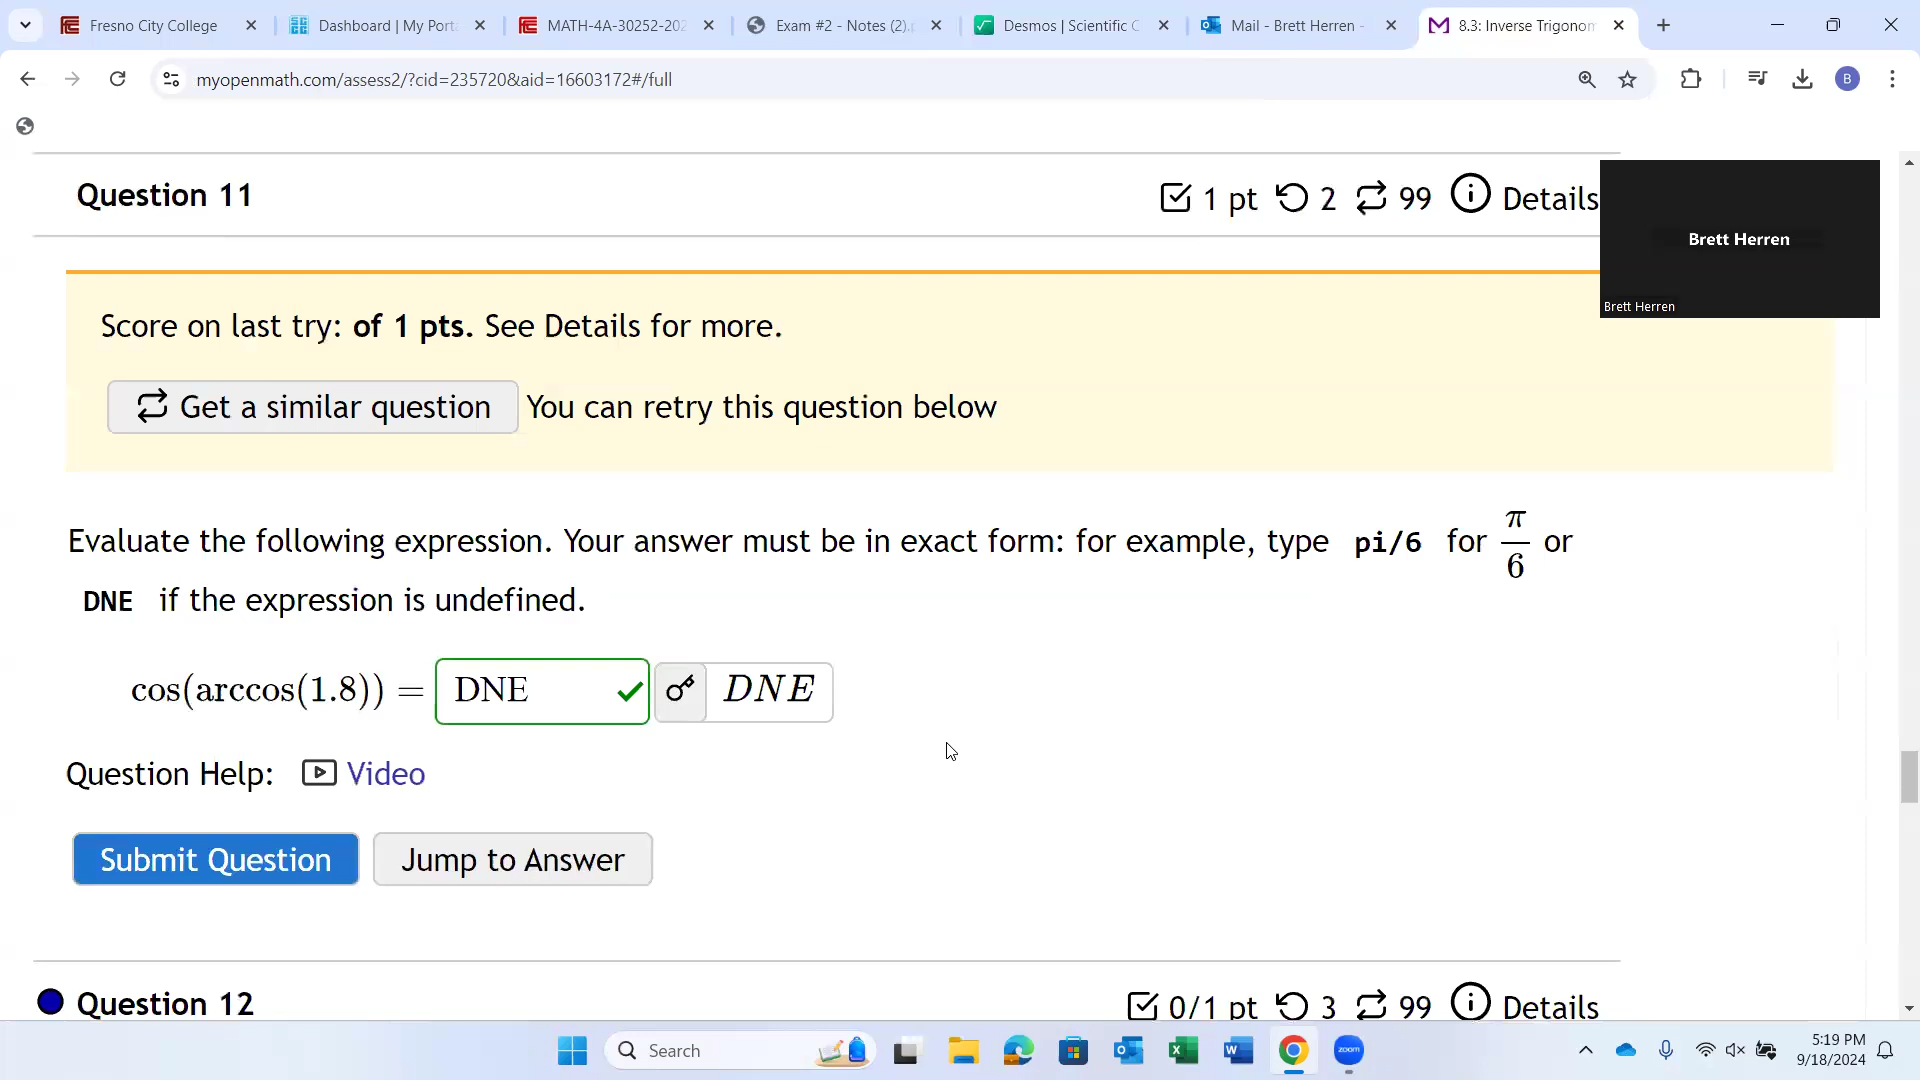 Fresno City College
Dashboard | My Porta
MATH-4A-30252-202
Exam #2 - Notes (2).p
Desmos | Scientific C
Mail - Brett Herren -
8.3: Inverse Trigonom
myopenmath.com/assess2/?cid=235720&aid=16603172#/full
B
Question 11
1 pt 2 99 Details
Brett Herren
Brett Herren
Score on last try: of 1 pts. See Details for more.
Get a similar question You can retry this question below
Evaluate the following expression. Your answer must be in exact form: for example, type pi/6 for π/6 or
DNE if the expression is undefined.
cos(arccos(1.8)) = DNE DNE
Question Help: Video
Submit Question Jump to Answer
Question 12
0/1 pt 3 99 Details
Search
zoom
5:19 PM
9/18/2024